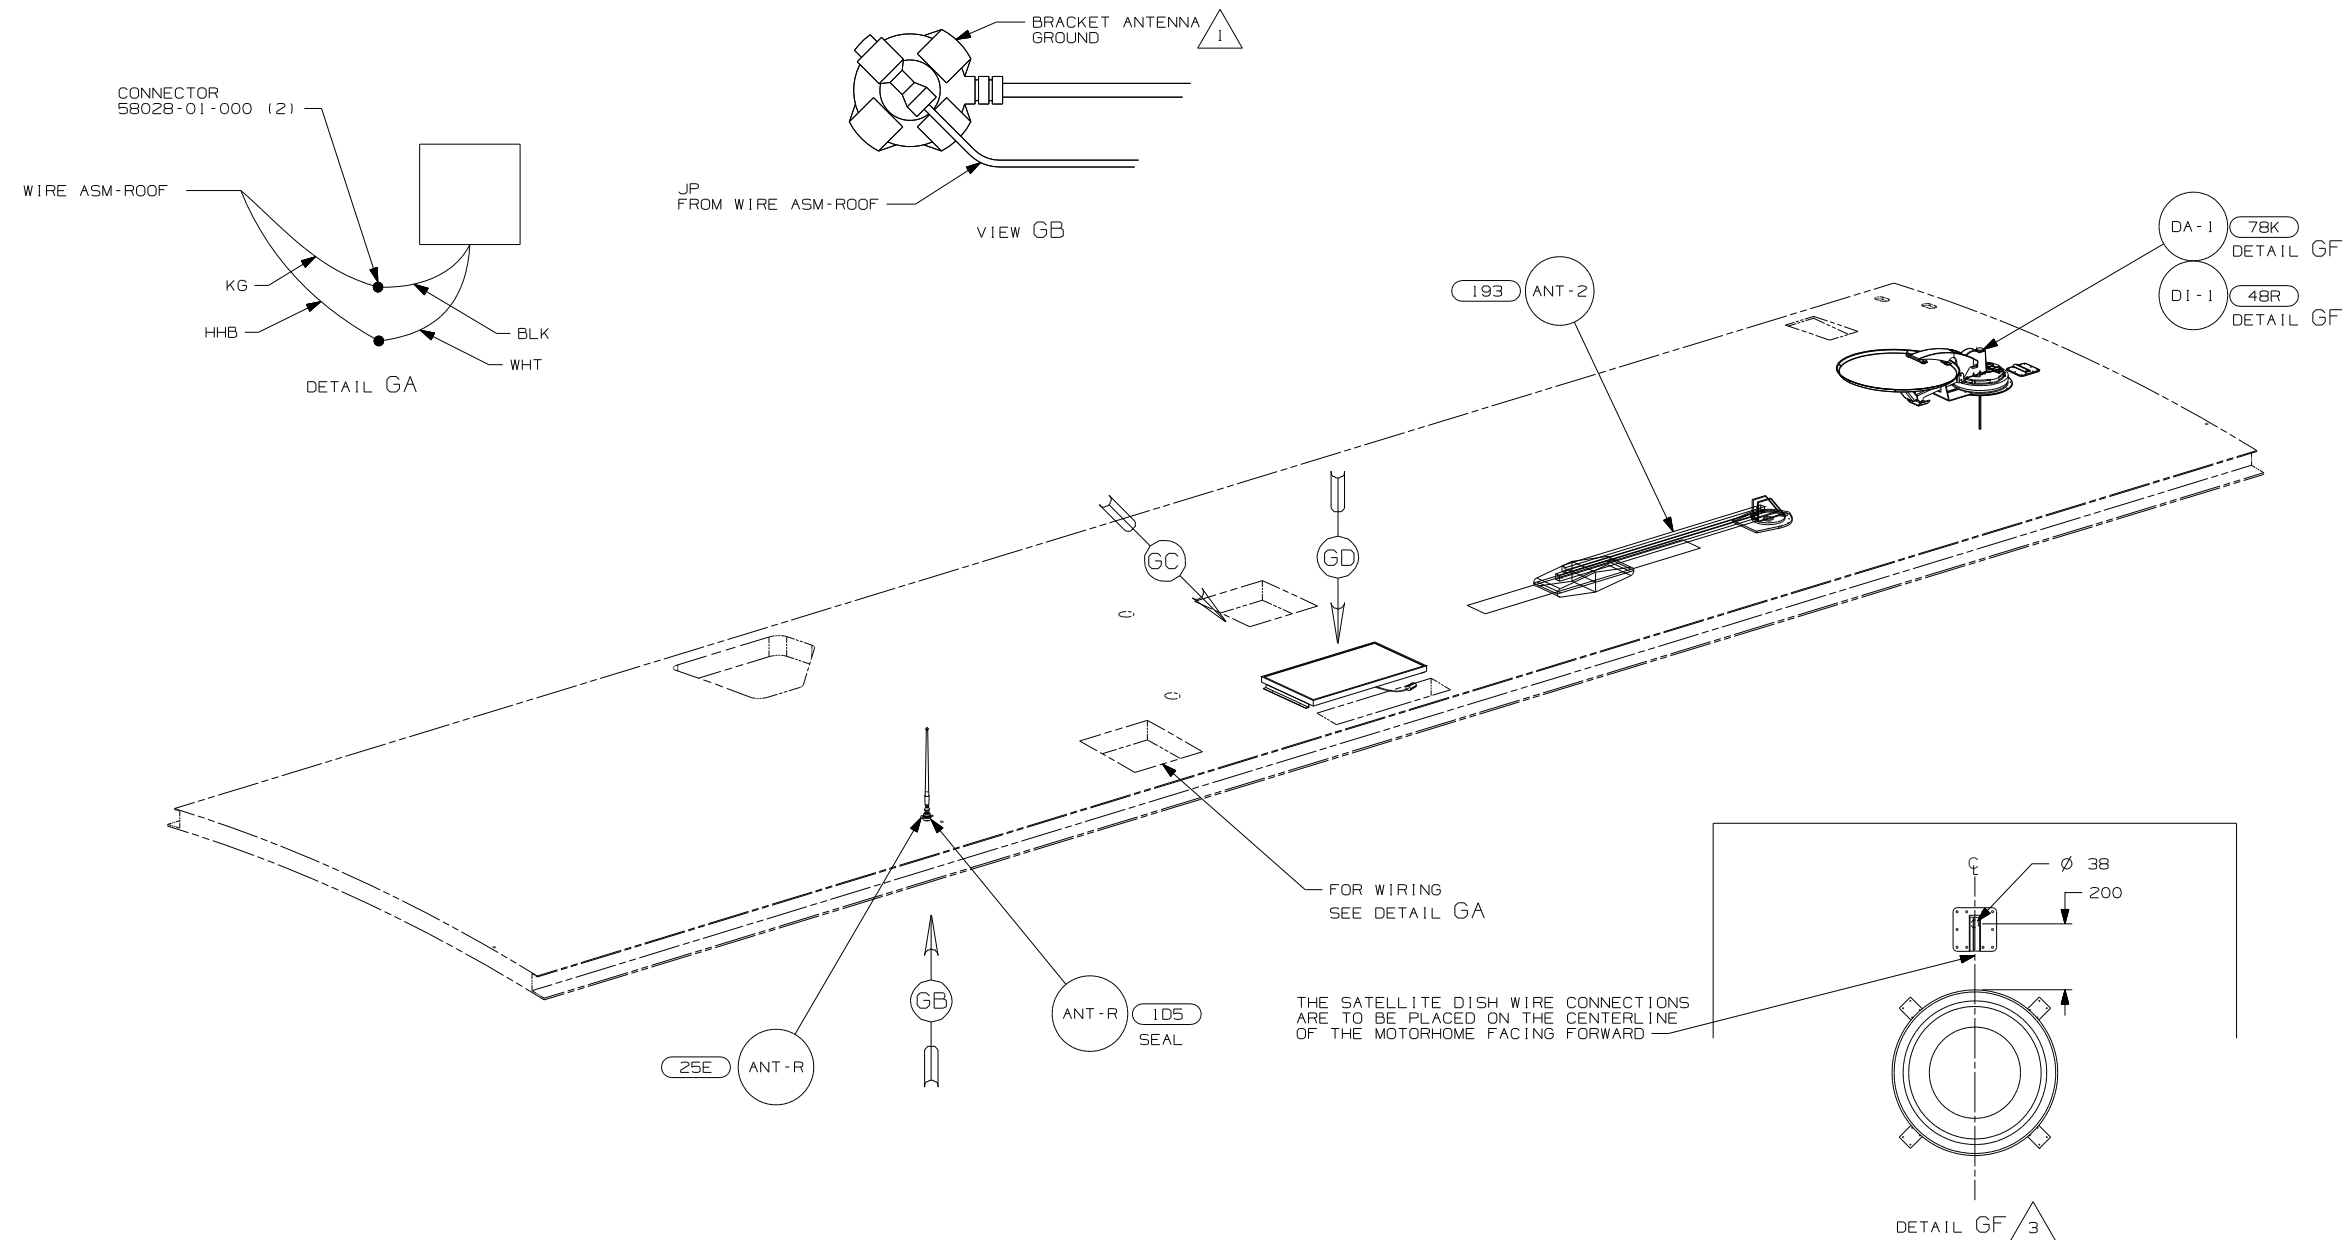 BRACKET ANTENNA
GROUND
1
CONNECTOR
58028-01-000 (2)
WIRE ASM-ROOF
KG
HHB
BLK
WHT
DETAIL GA
JP
FROM WIRE ASM-ROOF
VIEW GB
DA-1 78K
DETAIL GF
DI-1 48R
DETAIL GF
193 ANT-2
GC
GD
FOR WIRING
SEE DETAIL GA
GB
ANT-R 1D5
SEAL
25E ANT-R
℄
Ø 38
200
THE SATELLITE DISH WIRE CONNECTIONS
ARE TO BE PLACED ON THE CENTERLINE
OF THE MOTORHOME FACING FORWARD
DETAIL GF 3